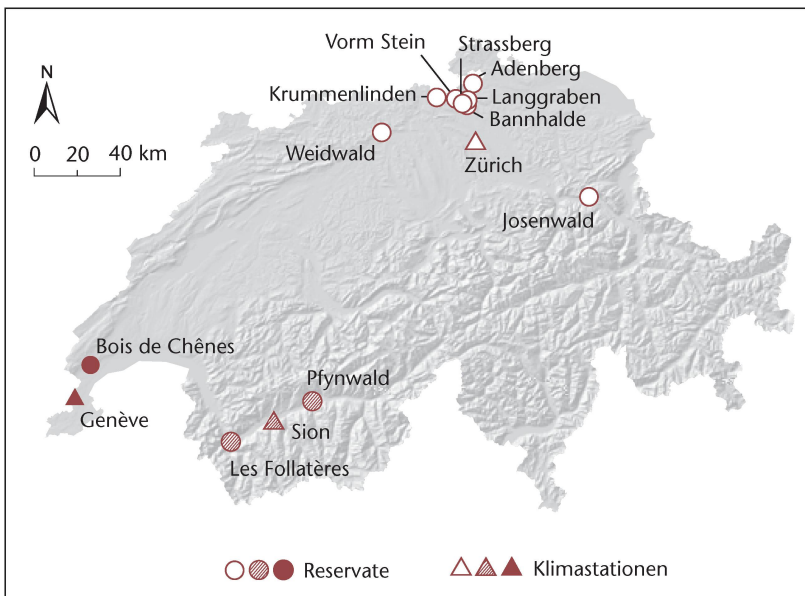 Vorm Stein
Strassberg
N
Adenberg
Krummenlinden
Langgraben
Bannhalde
0 20 40 km
Weidwald
Zürich
Josenwald
Bois de Chênes
Pfynwald
Genève
Sion
Les Follatères
Reservate
Klimastationen